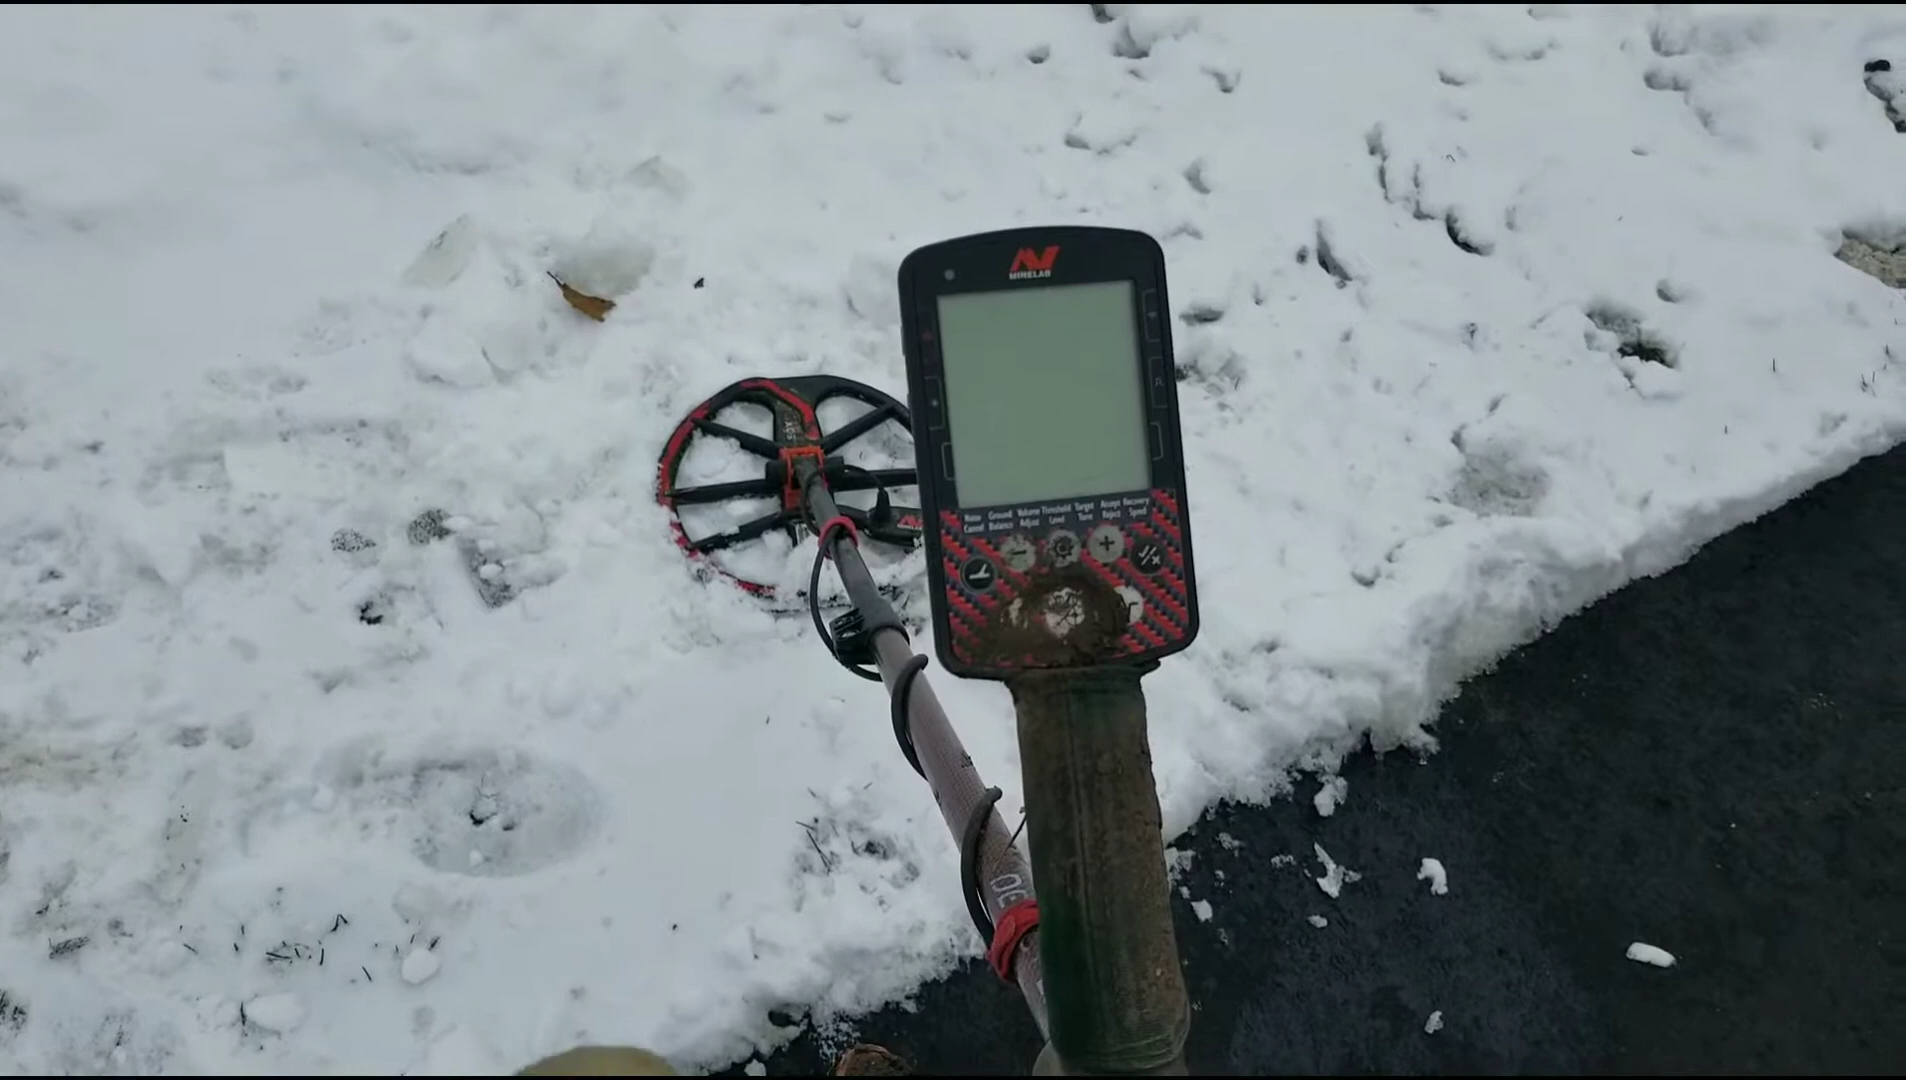 MINELAB
Noise Ground Volume Threshold Target Accept Recovery
Cancel Balance Adjust Level Tone Reject Speed